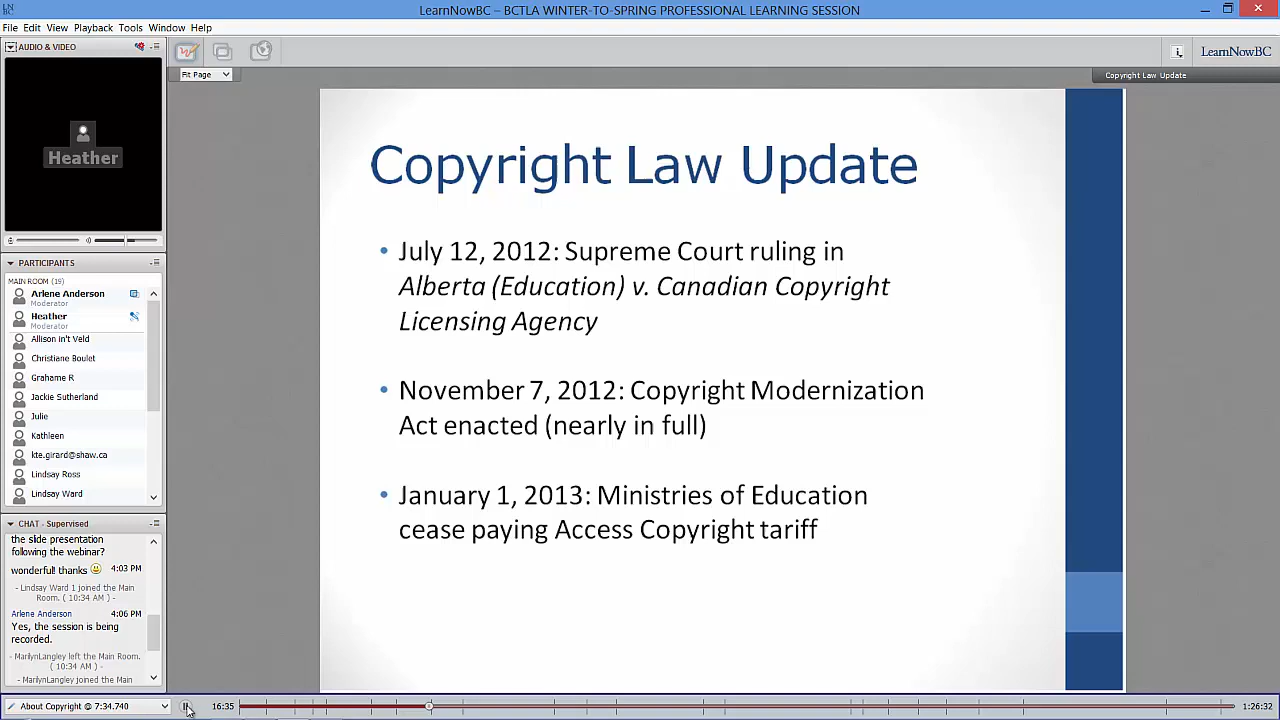 LearnNowBC – BCTLA WINTER-TO-SPRING PROFESSIONAL LEARNING SESSION
File Edit View Playback Tools Window Help
AUDIO & VIDEO
LearnNowBC
Fit Page
Copyright Law Update
Heather
PARTICIPANTS
MAIN ROOM (19)
Arlene Anderson
Moderator
Heather
Moderator
Allison in't Veld
Christiane Boulet
Grahame R
Jackie Sutherland
Julie
Kathleen
kte.girard@shaw.ca
Lindsay Ross
Lindsay Ward
CHAT - Supervised
the slide presentation
following the webinar?
wonderful! thanks 4:03 PM
- Lindsay Ward 1 joined the Main
Room. ( 10:34 AM ) -
Arlene Anderson 4:06 PM
Yes, the session is being
recorded.
- MarilynLangley left the Main Room.
( 10:34 AM ) -
- MarilynLangley joined the Main
Copyright Law Update
• July 12, 2012: Supreme Court ruling in
Alberta (Education) v. Canadian Copyright
Licensing Agency
• November 7, 2012: Copyright Modernization
Act enacted (nearly in full)
• January 1, 2013: Ministries of Education
cease paying Access Copyright tariff
About Copyright @ 7:34.740
16:35
1:26:32